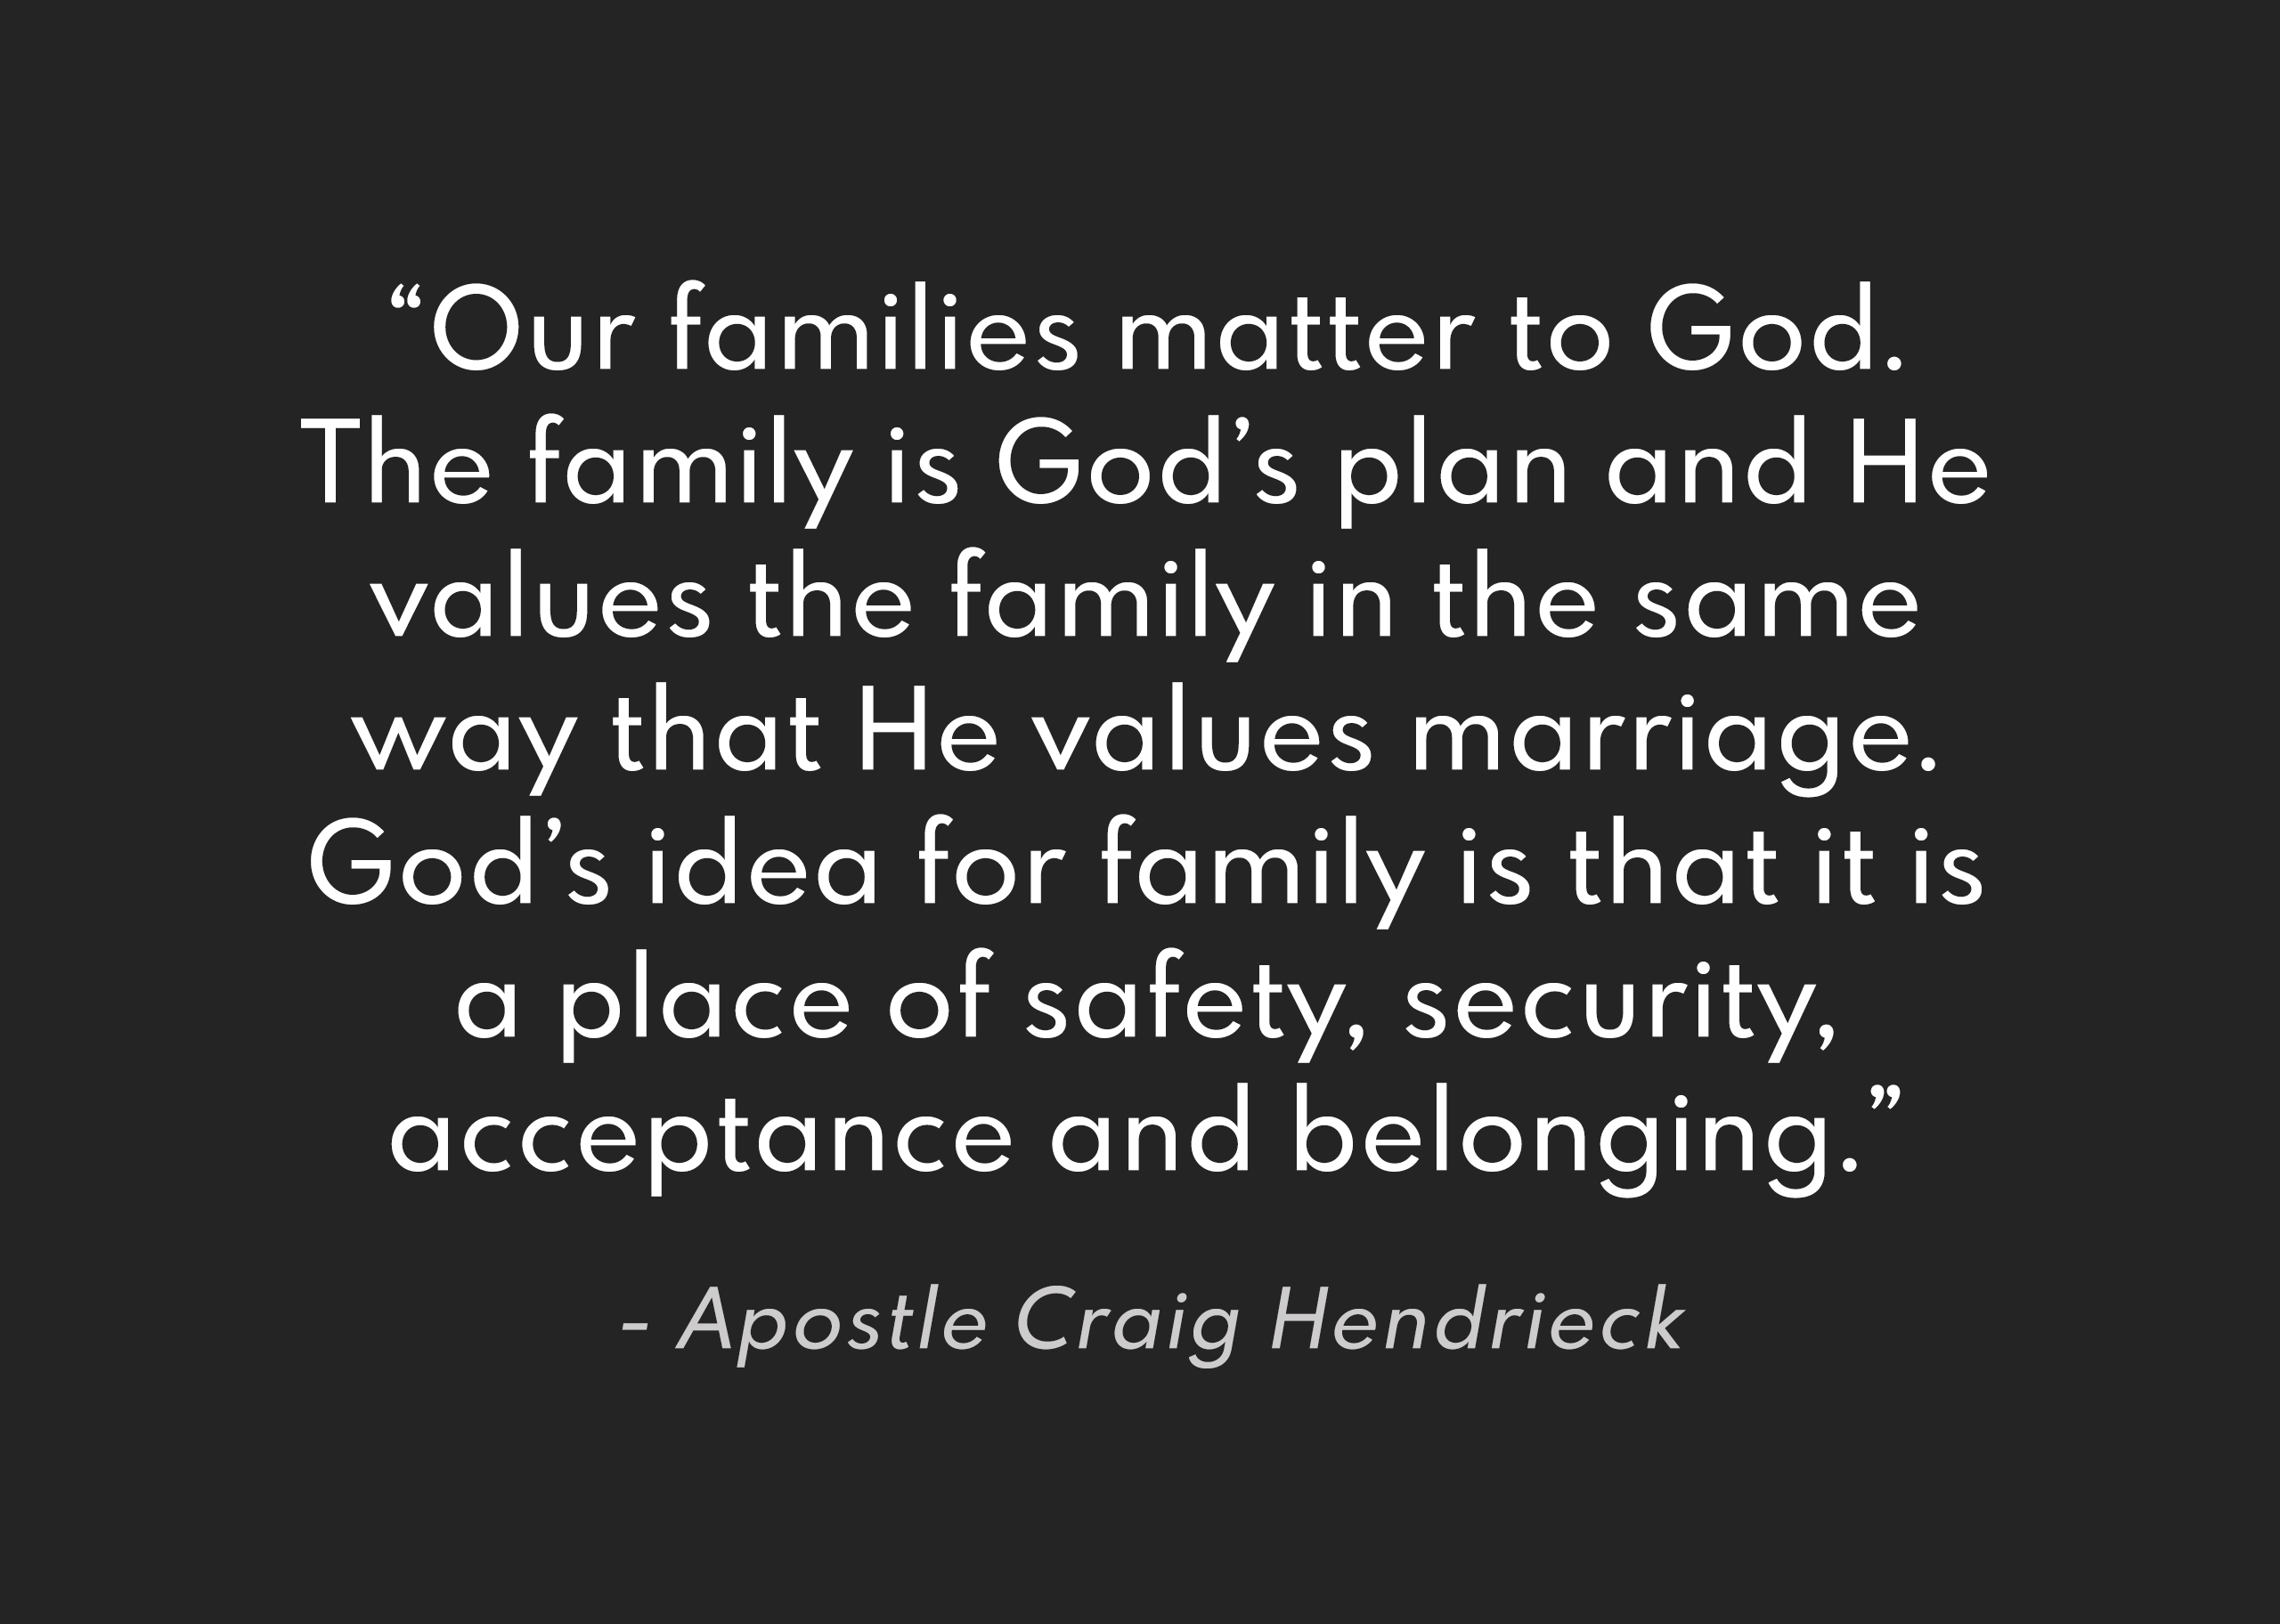 “Our families matter to God.
The family is God’s plan and He
values the family in the same
way that He values marriage.
God’s idea for family is that it is
a place of safety, security,
acceptance and belonging.”
- Apostle Craig Hendrieck